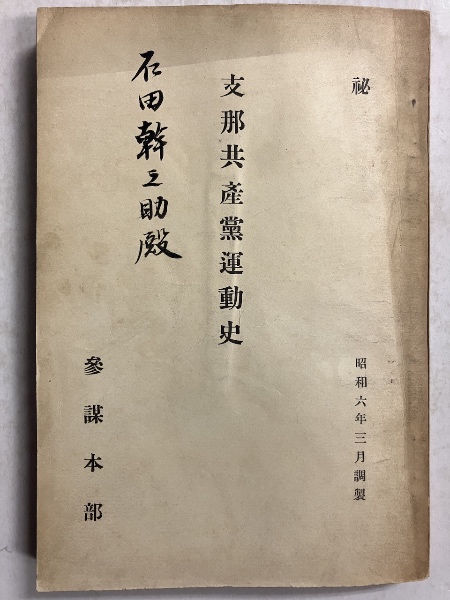 祕
昭和六年三月調製
支那共產黨運動史
石田幹之助殿
參謀本部